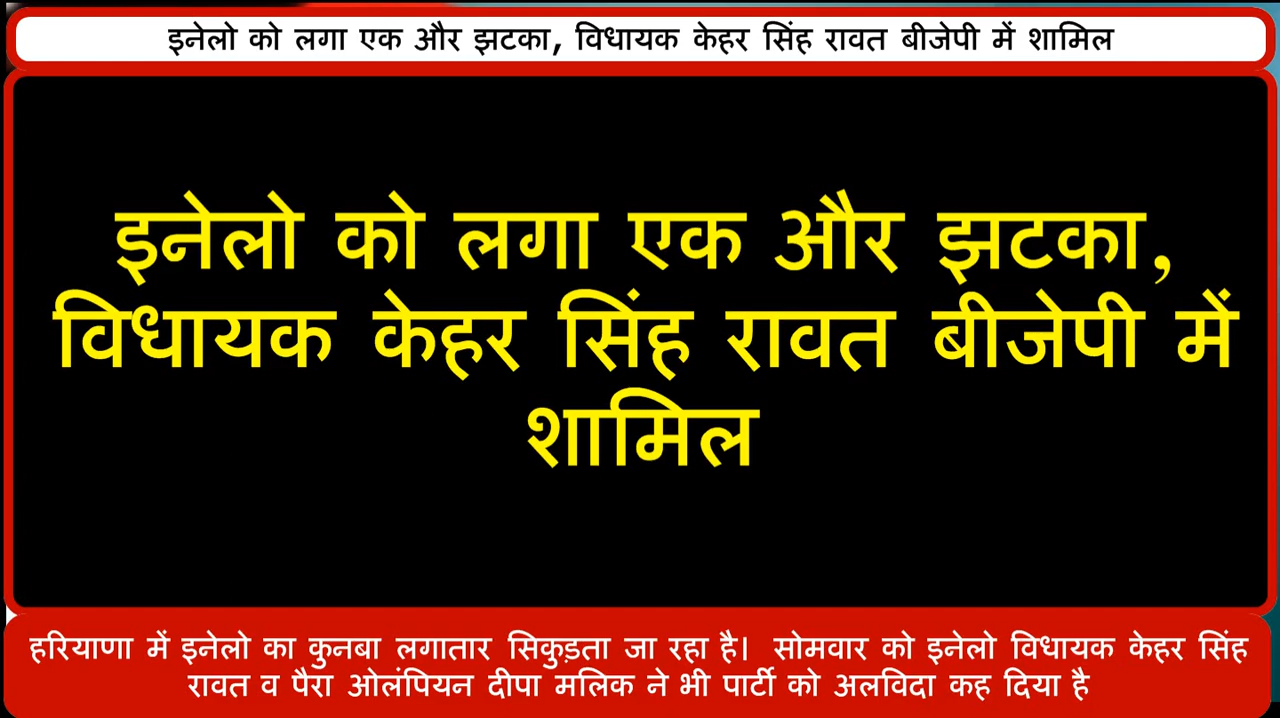 इनेलो को लगा एक और झटका, विधायक केहर सिंह रावत बीजेपी में शामिल
इनेलो को लगा एक और झटका,
विधायक केहर सिंह रावत बीजेपी में
शामिल
हरियाणा में इनेलो का कुनबा लगातार सिकुड़ता जा रहा है। सोमवार को इनेलो विधायक केहर सिंह
रावत व पैरा ओलंपियन दीपा मलिक ने भी पार्टी को अलविदा कह दिया है